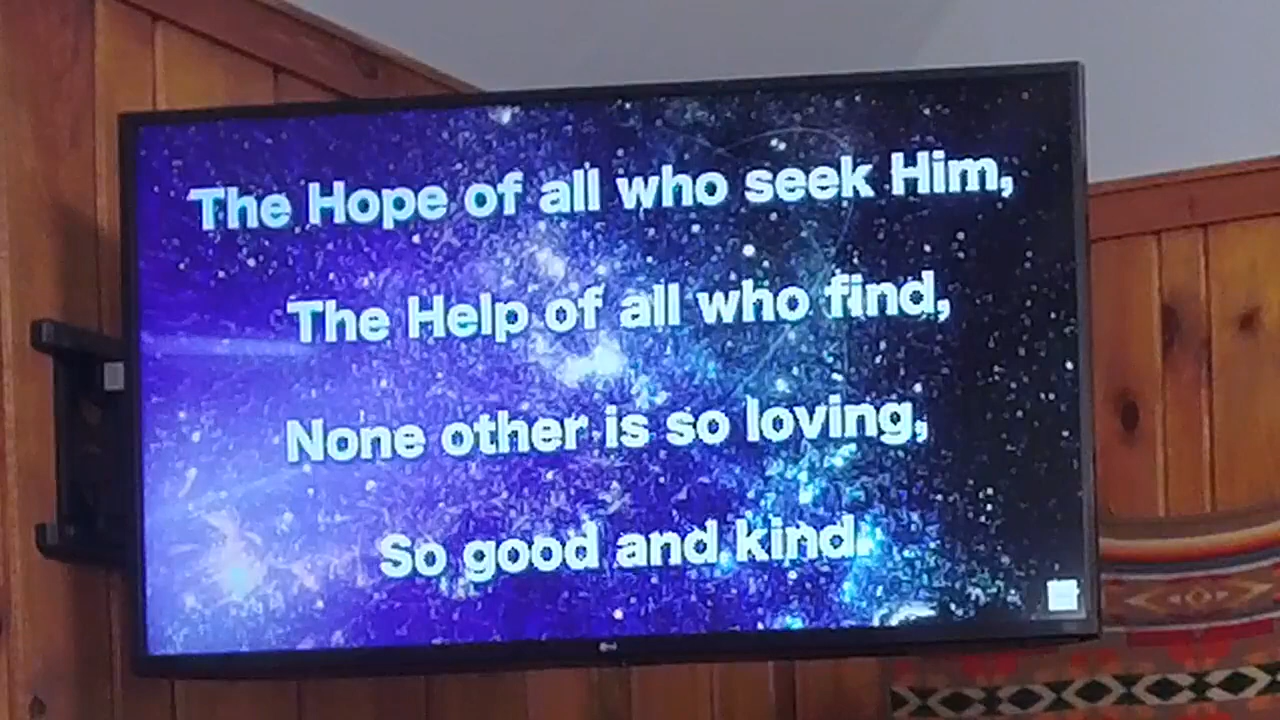 The Hope of all who seek Him,
The Help of all who find,
None other is so loving,
So good and kind.